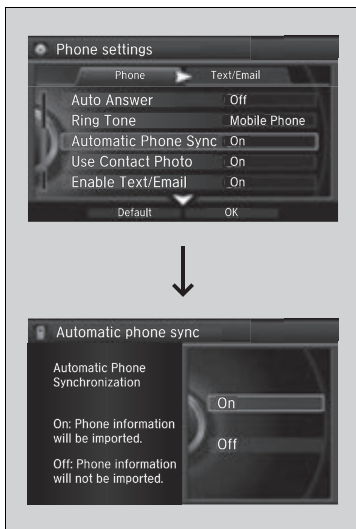 Phone settings
Phone Text/Email
Auto Answer Off
Ring Tone Mobile Phone
Automatic Phone Sync On
Use Contact Photo On
Enable Text/Email On
Default OK
Automatic phone sync
Automatic Phone
Synchronization
On: Phone information
will be imported.
Off: Phone information
will not be imported.
On
Off